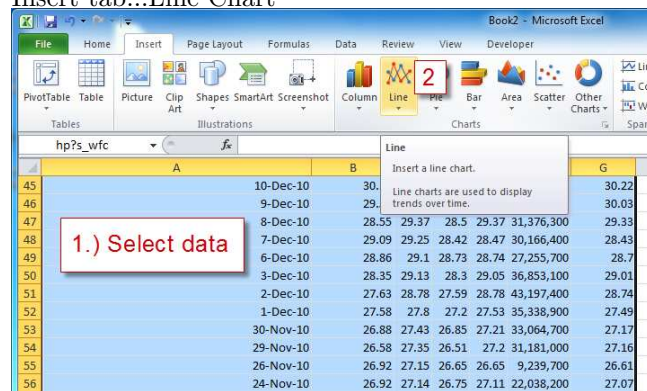 Insert tab...Line Chart
Book2 - Microsoft Excel
File Home Insert Page Layout Formulas Data Review View Developer
PivotTable Table Picture Clip Art Shapes SmartArt Screenshot Column Line 2 Bar Area Scatter Other Charts
Tables Illustrations Charts
hp?s_wfc fx
Line
Insert a line chart.
Line charts are used to display
trends over time.
A B G
45 10-Dec-10 30. 30.22
46 9-Dec-10 29. 30.03
47 8-Dec-10 28.55 29.37 28.5 29.37 31,376,300 29.33
48 7-Dec-10 29.09 29.25 28.42 28.47 30,166,400 28.43
49 6-Dec-10 28.86 29.1 28.73 28.74 27,255,700 28.7
50 3-Dec-10 28.35 29.13 28.3 29.05 36,853,100 29.01
51 2-Dec-10 27.63 28.78 27.59 28.78 43,197,400 28.74
52 1-Dec-10 27.58 27.8 27.2 27.53 35,338,900 27.49
53 30-Nov-10 26.88 27.43 26.85 27.21 33,064,700 27.17
54 29-Nov-10 26.58 27.35 26.51 27.2 31,181,000 27.16
55 26-Nov-10 26.92 27.15 26.65 26.65 9,239,700 26.61
56 24-Nov-10 26.92 27.14 26.75 27.11 22,038,200 27.07
1.) Select data